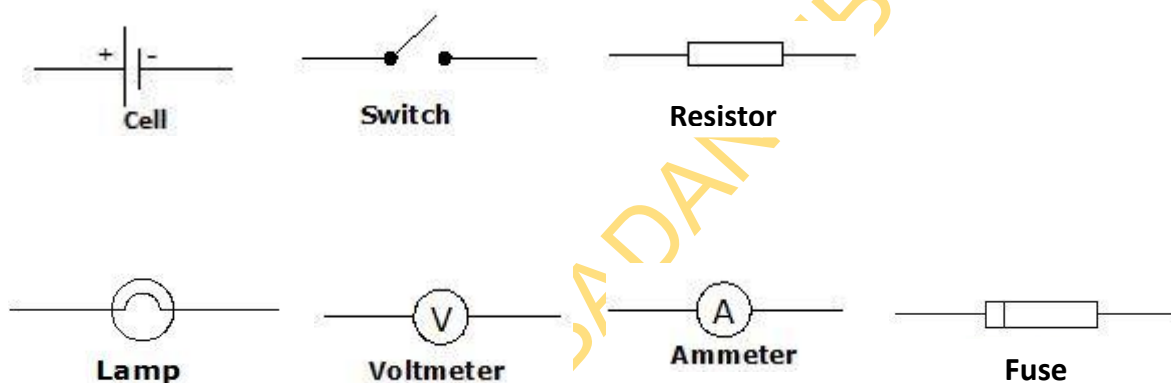 + -
Cell
Switch
Resistor
V
A
Lamp
Voltmeter
Ammeter
Fuse